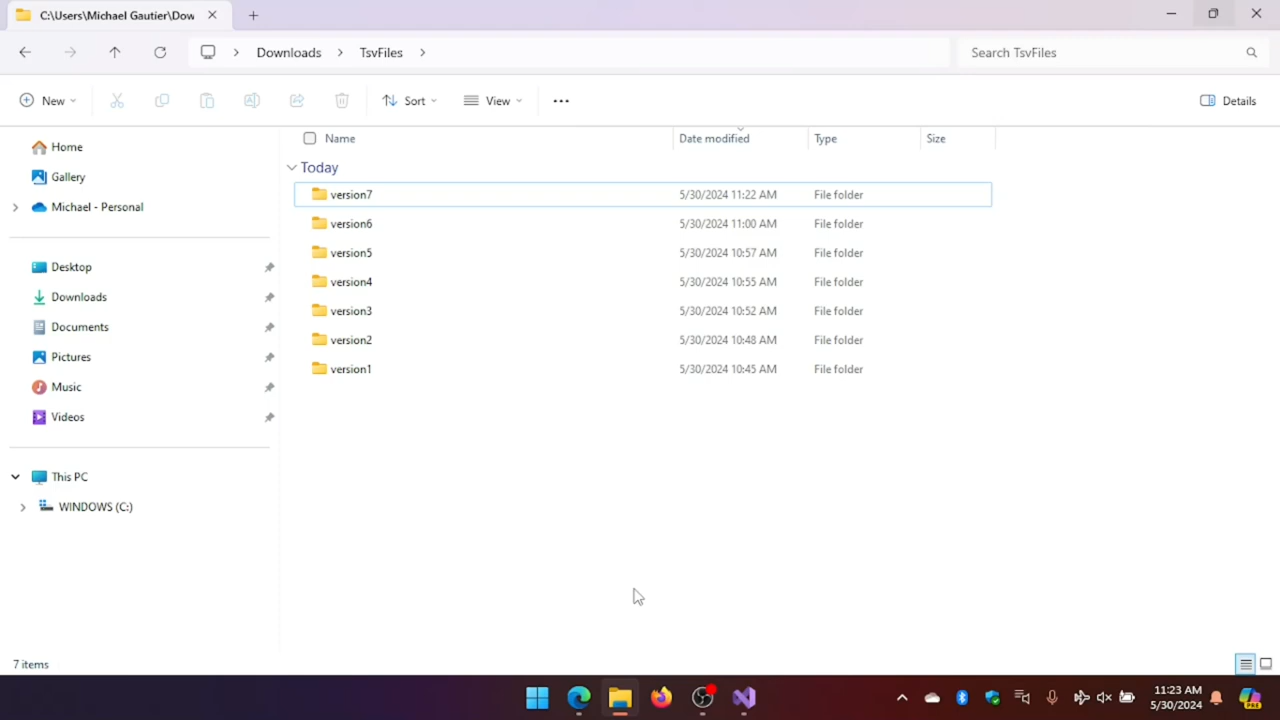 C:\Users\Michael Gautier\Dow
Downloads > TsvFiles >
Search TsvFiles
New
Sort
View
...
Details
Home
Gallery
Michael - Personal
Desktop
Downloads
Documents
Pictures
Music
Videos
This PC
WINDOWS (C:)
Name Date modified Type Size
Today
version7 5/30/2024 11:22 AM File folder
version6 5/30/2024 11:00 AM File folder
version5 5/30/2024 10:57 AM File folder
version4 5/30/2024 10:55 AM File folder
version3 5/30/2024 10:52 AM File folder
version2 5/30/2024 10:48 AM File folder
version1 5/30/2024 10:45 AM File folder
7 items
11:23 AM
5/30/2024
PRE